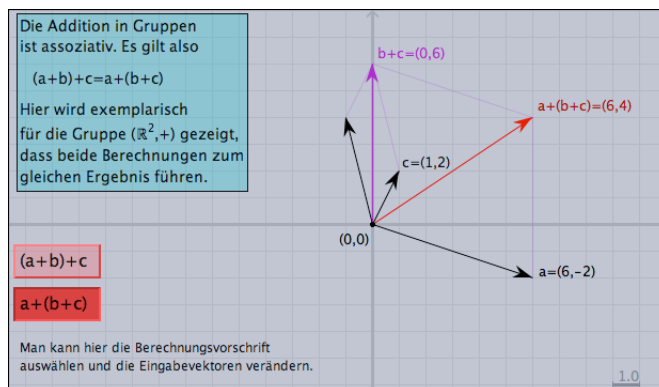 Die Addition in Gruppen
ist assoziativ. Es gilt also
(a+b)+c=a+(b+c)
Hier wird exemplarisch
für die Gruppe (ℝ²,+) gezeigt,
dass beide Berechnungen zum
gleichen Ergebnis führen.
b+c=(0,6)
a+(b+c)=(6,4)
c=(1,2)
(0,0)
a=(6,-2)
(a+b)+c
a+(b+c)
Man kann hier die Berechnungsvorschrift
auswählen und die Eingabevektoren verändern.
1.0